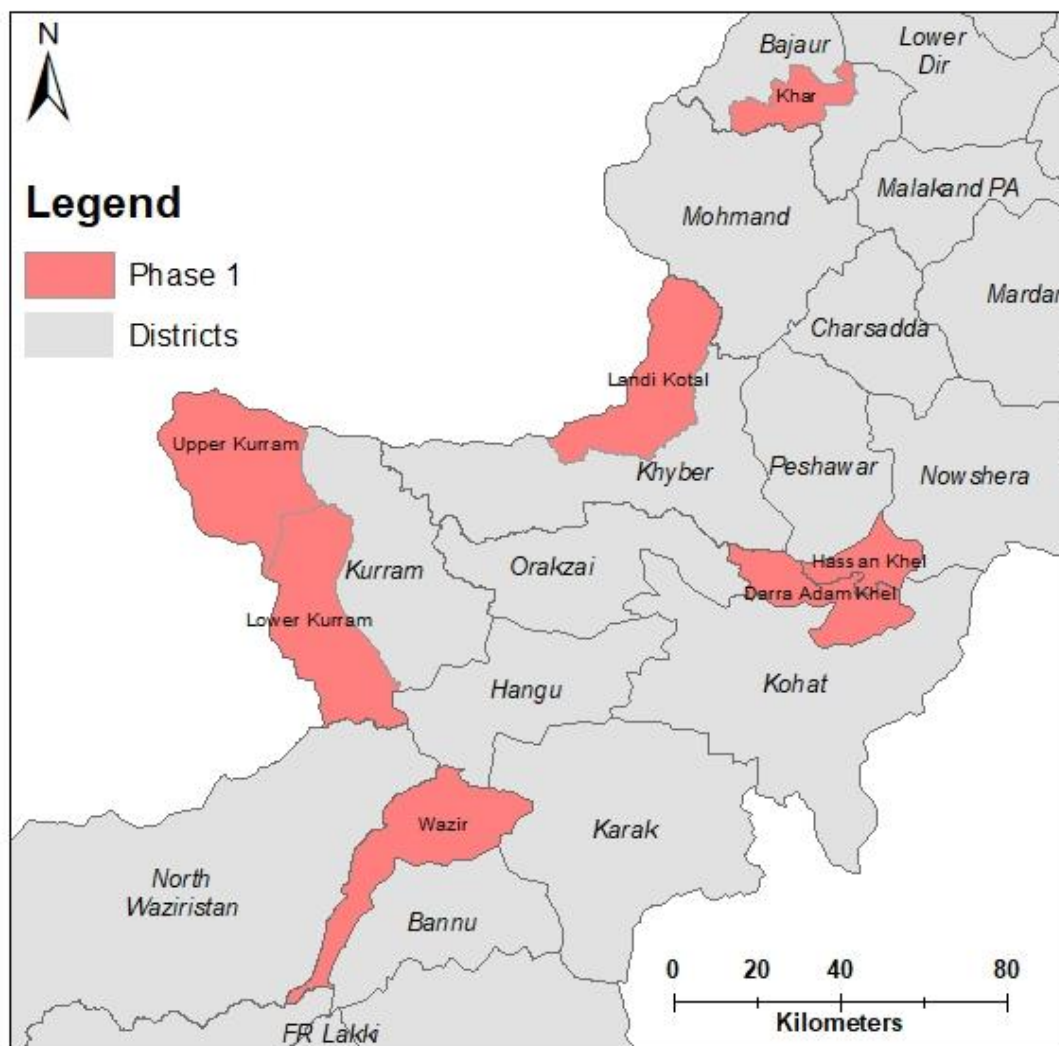 N
Bajaur
Lower
Dir
Khar
Legend
Malakand PA
Mohmand
Phase 1
Mardan
Districts
Charsadda
Landi Kotal
Upper Kurram
Khyber
Peshawar
Nowshera
Kurram
Orakzai
Hassan Khel
Darra Adam Khel
Lower Kurram
Hangu
Kohat
Wazir
Karak
North
Waziristan
Bannu
0 20 40 80
Kilometers
FR Lakki